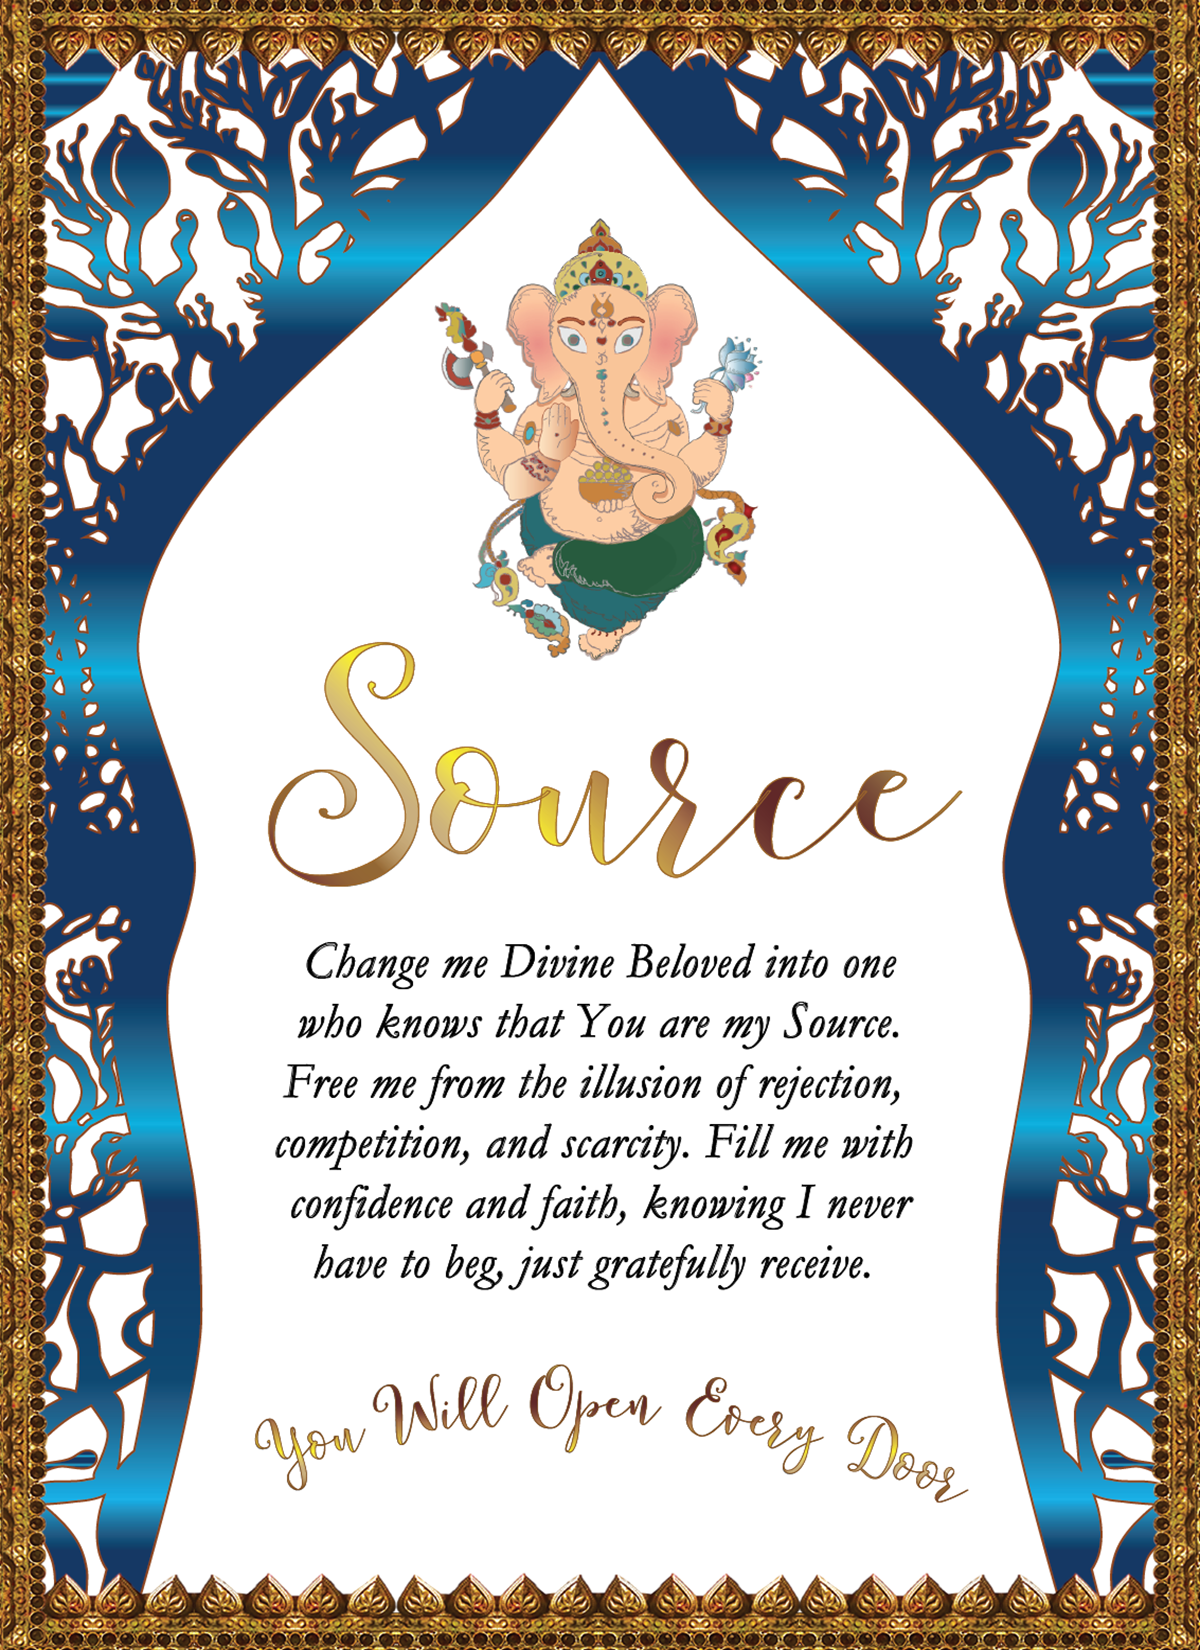 Source
Change me Divine Beloved into one
who knows that You are my Source.
Free me from the illusion of rejection,
competition, and scarcity. Fill me with
confidence and faith, knowing I never
have to beg, just gratefully receive.
You Will Open Every Door